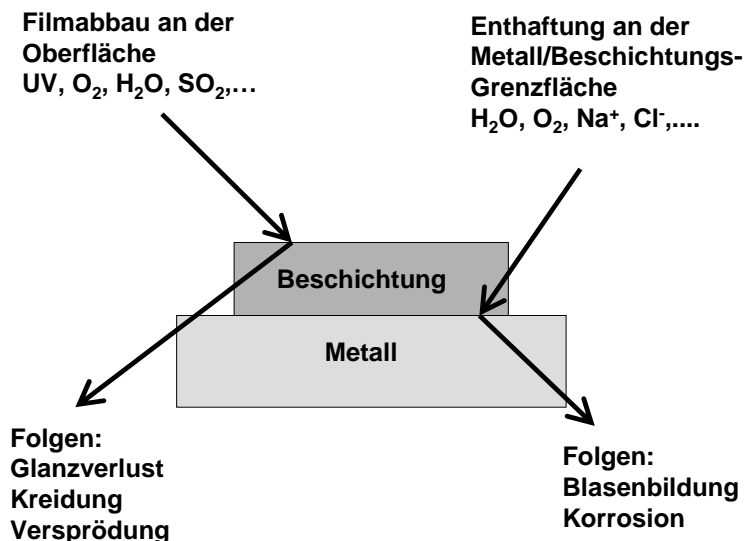 Filmabbau an der
Oberfläche
UV, O₂, H₂O, SO₂,…
Enthaftung an der
Metall/Beschichtungs-
Grenzfläche
H₂O, O₂, Na⁺, Cl⁻,....
Beschichtung
Metall
Folgen:
Glanzverlust
Kreidung
Versprödung
Folgen:
Blasenbildung
Korrosion